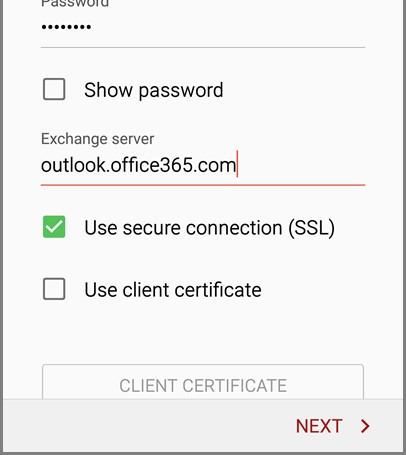 Password
••••••••
Show password
Exchange server
outlook.office365.com
Use secure connection (SSL)
Use client certificate
CLIENT CERTIFICATE
NEXT